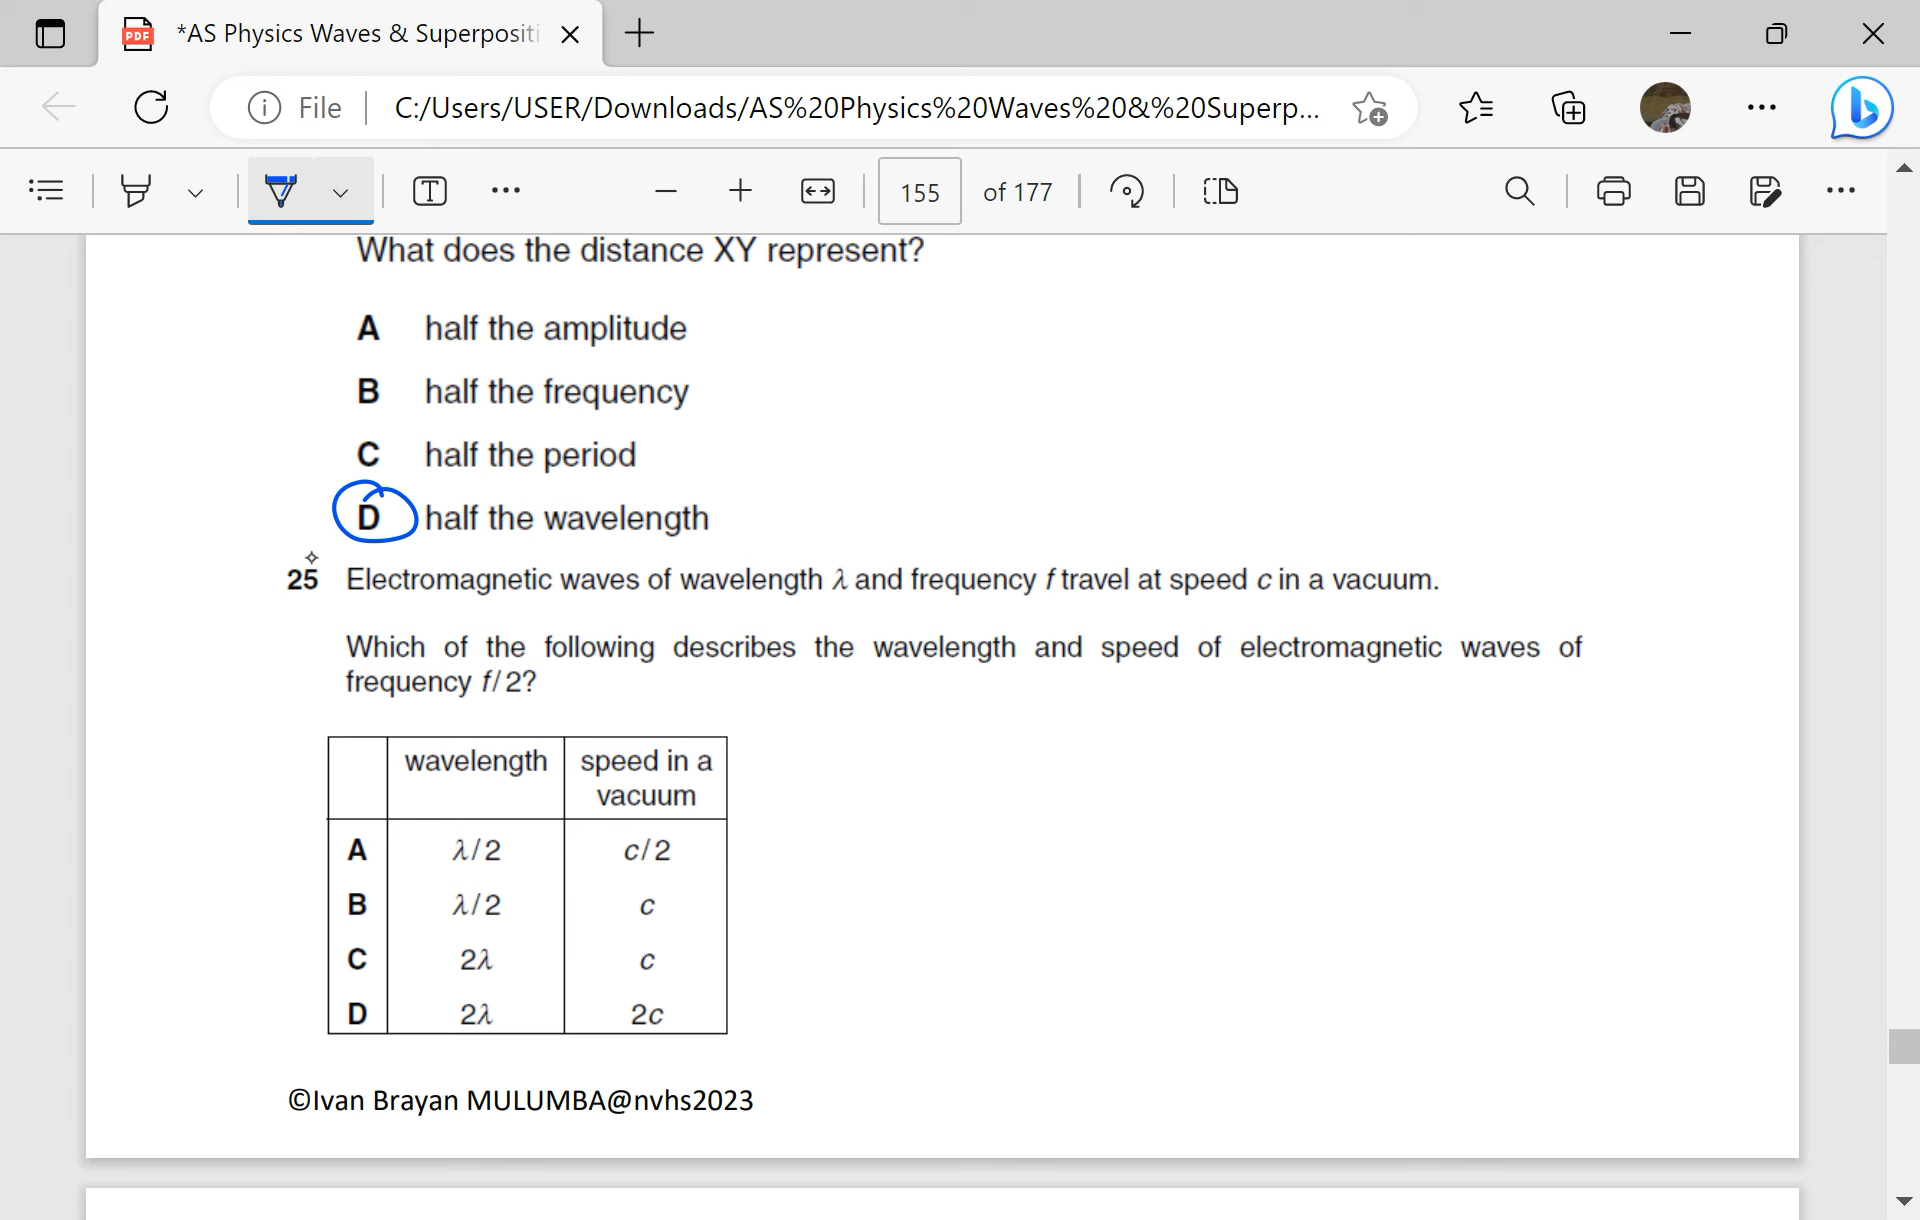 *AS Physics Waves & Superpositi
File
C:/Users/USER/Downloads/AS%20Physics%20Waves%20&%20Superp...
155 of 177
What does the distance XY represent?
A half the amplitude
B half the frequency
C half the period
D half the wavelength
25 Electromagnetic waves of wavelength λ and frequency f travel at speed c in a vacuum.
Which of the following describes the wavelength and speed of electromagnetic waves of
frequency f/2?
wavelength speed in a
vacuum
A λ/2 c/2
B λ/2 c
C 2λ c
D 2λ 2c
©Ivan Brayan MULUMBA@nvhs2023